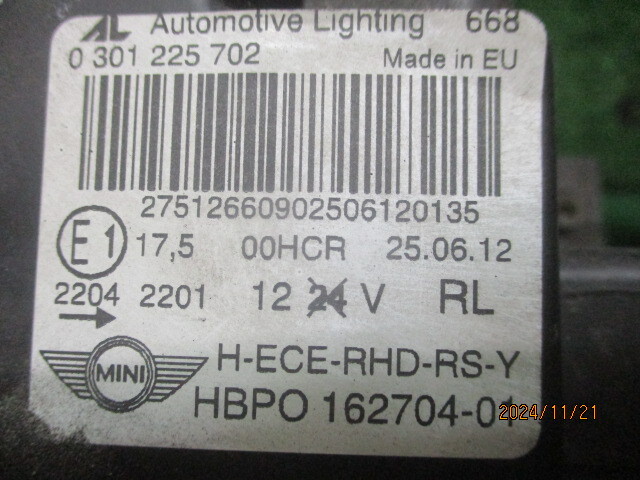 AL Automotive Lighting 668
0 301 225 702 Made in EU
27512660902506120135
E1 17,5 00HCR 25.06.12
2204 2201 12 24 V RL
MINI H-ECE-RHD-RS-Y
HBPO 162704-01
2024/11/21